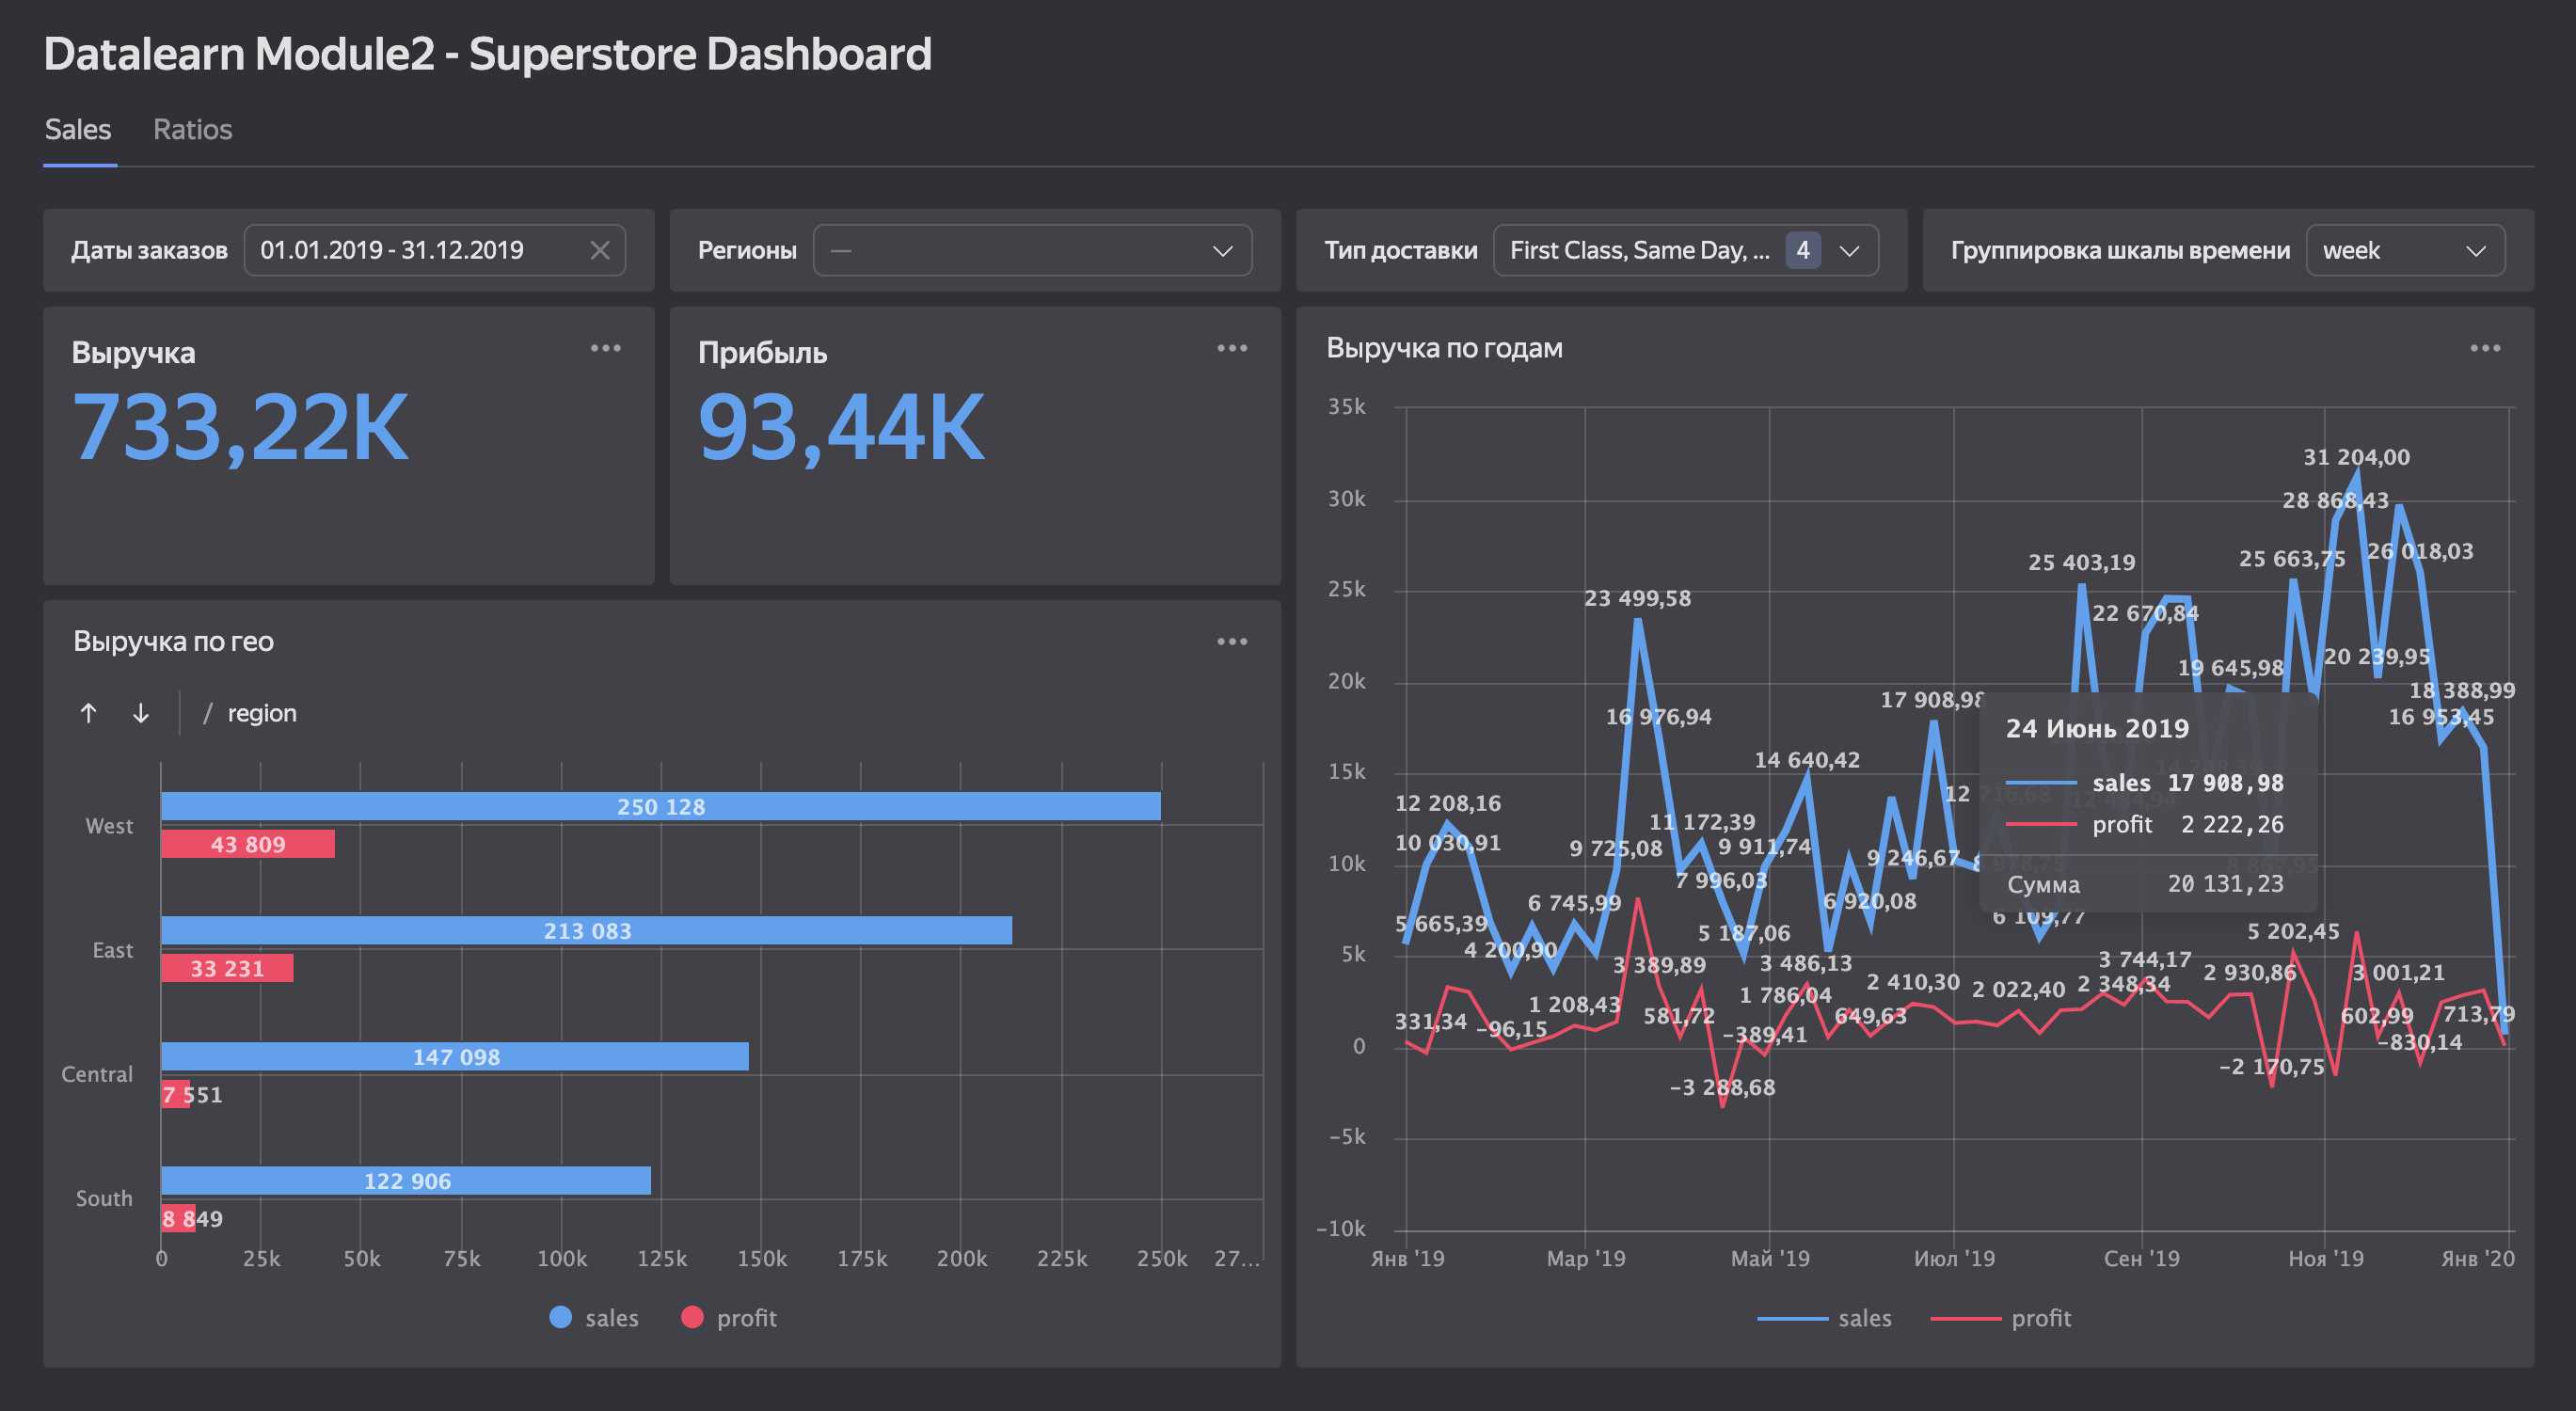 Datalearn Module2 - Superstore Dashboard
Sales Ratios
Даты заказов 01.01.2019 - 31.12.2019
Регионы —
Тип доставки First Class, Same Day, ... 4
Группировка шкалы времени week
Выручка
733,22K
Прибыль
93,44K
Выручка по гео
/ region
West
250 128
43 809
East
213 083
33 231
Central
147 098
7 551
South
122 906
8 849
0 25k 50k 75k 100k 125k 150k 175k 200k 225k 250k 27...
sales profit
Выручка по годам
35k
30k
25k
20k
15k
10k
5k
0
−5k
−10k
31 204,00
28 868,43
25 403,19
25 663,75
26 018,03
23 499,58
22 670,84
19 645,98
20 239,95
18 388,99
17 908,98
16 976,94
16 953,45
14 640,42
12 208,16
11 172,39
10 030,91
9 725,08
9 911,74
9 246,67
7 996,03
6 920,08
6 745,99
5 665,39
6 109,77
5 187,06
4 200,90
24 Июнь 2019
sales 17 908,98
profit 2 222,26
Сумма 20 131,23
5 202,45
3 389,89
3 486,13
3 744,17
2 930,86
3 001,21
2 410,30
2 022,40
2 348,34
1 786,04
1 208,43
331,34
−96,15
581,72
−389,41
649,63
602,99
713,79
−830,14
−2 170,75
−3 288,68
Янв '19 Мар '19 Май '19 Июл '19 Сен '19 Ноя '19 Янв '20
sales profit